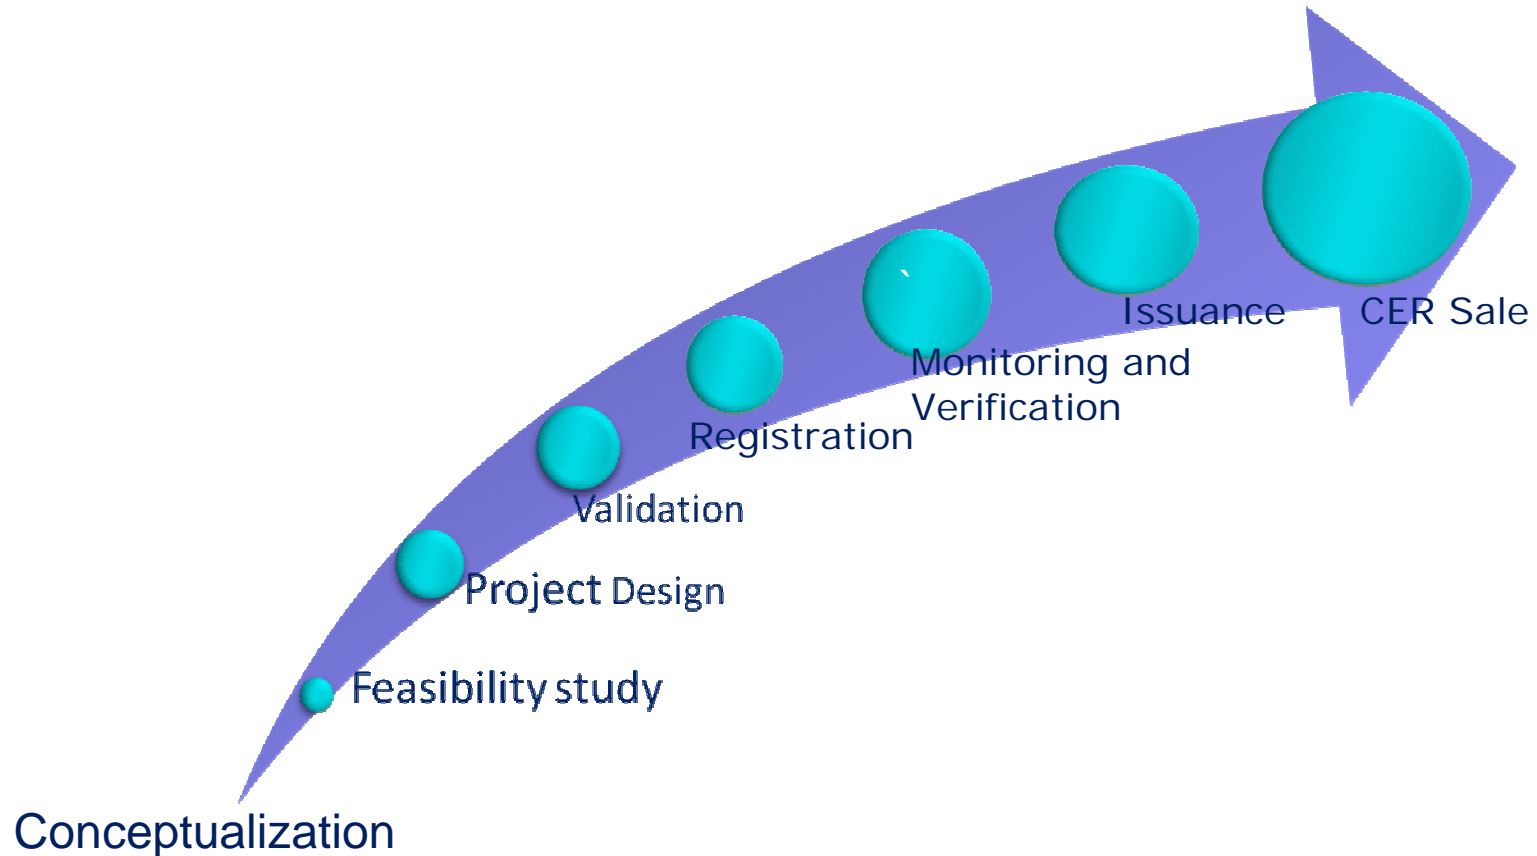 CER Sale
Issuance
Monitoring and
Verification
Registration
Validation
Project Design
Feasibility study
Conceptualization
`